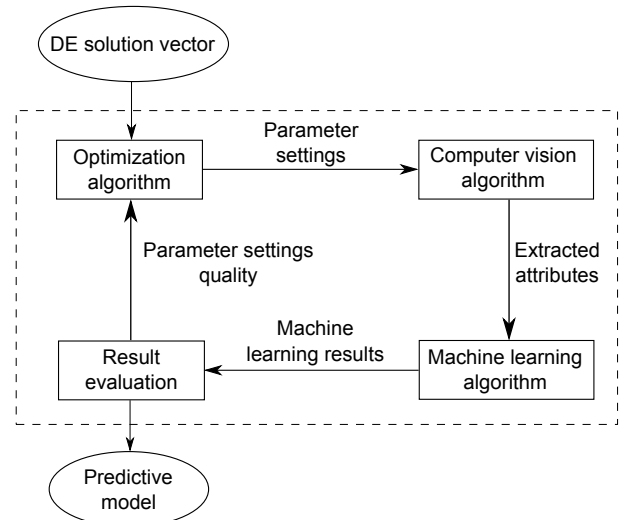 DE solution vector
Optimization
algorithm
Parameter
settings
Computer vision
algorithm
Parameter settings
quality
Extracted
attributes
Result
evaluation
Machine
learning results
Machine learning
algorithm
Predictive
model